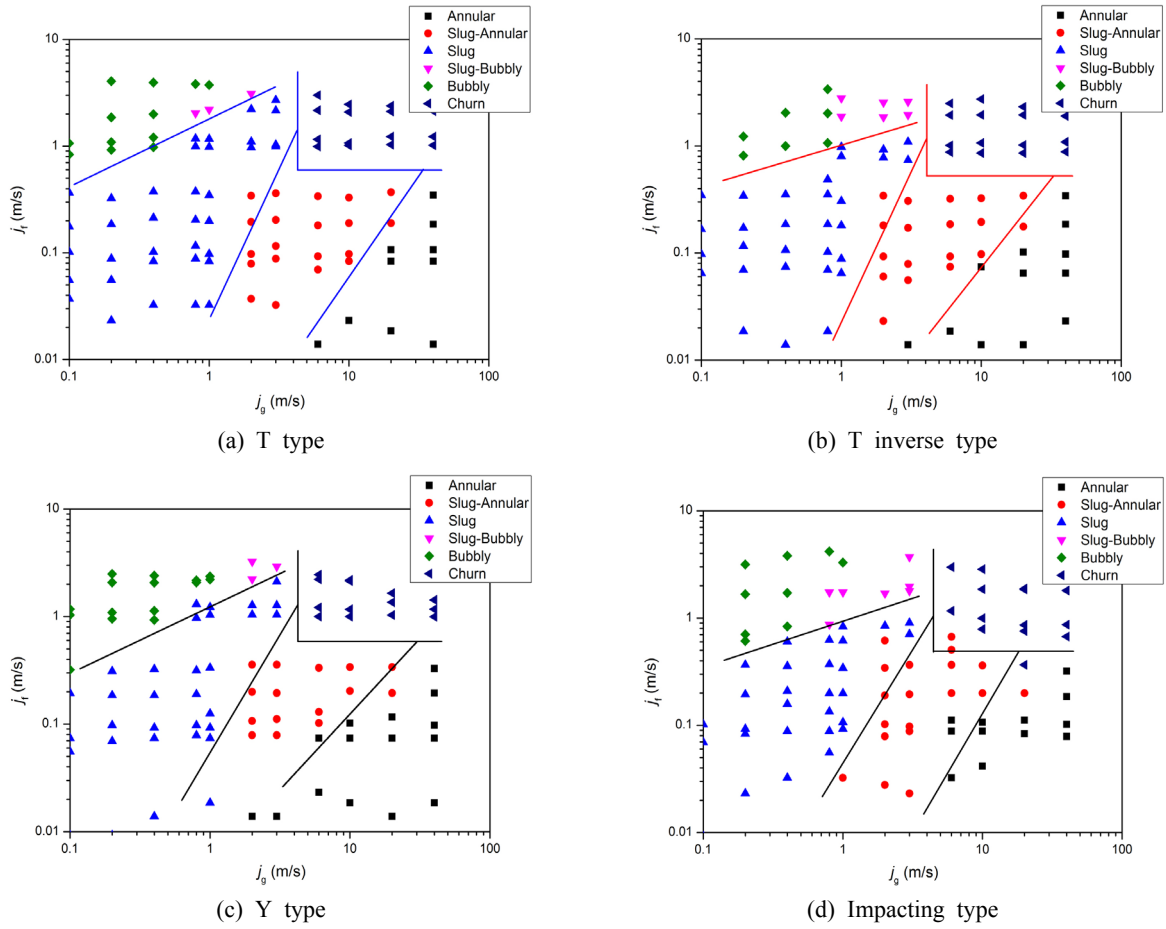 Annular
Slug-Annular
Slug
Slug-Bubbly
Bubbly
Churn
10
1
0.1
0.01
j_f (m/s)
0.1 1 10 100
j_g (m/s)
(a) T type
Annular
Slug-Annular
Slug
Slug-Bubbly
Bubbly
Churn
10
1
0.1
0.01
j_f (m/s)
0.1 1 10 100
j_g (m/s)
(b) T inverse type
Annular
Slug-Annular
Slug
Slug-Bubbly
Bubbly
Churn
10
1
0.1
0.01
j_f (m/s)
0.1 1 10 100
j_g (m/s)
(c) Y type
Annular
Slug-Annular
Slug
Slug-Bubbly
Bubbly
Churn
10
1
0.1
0.01
j_f (m/s)
0.1 1 10 100
j_g (m/s)
(d) Impacting type